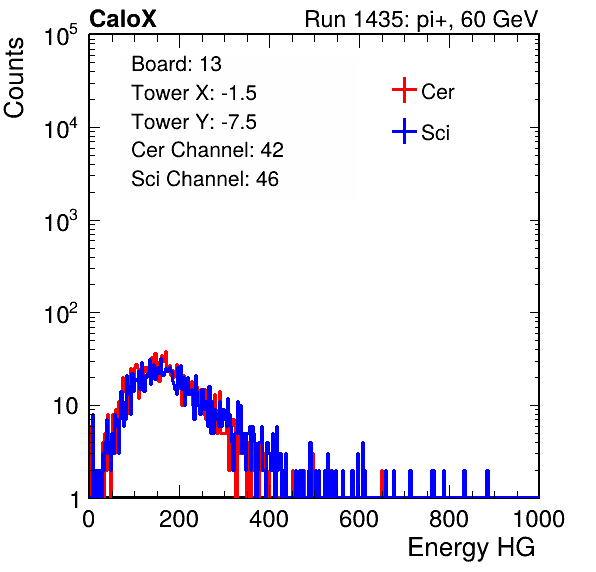 CaloX Run 1435: pi+, 60 GeV
Counts
Board: 13
Tower X: -1.5
Tower Y: -7.5
Cer Channel: 42
Sci Channel: 46
Cer
Sci
10^5
10^4
10^3
10^2
10
1
0 200 400 600 800 1000
Energy HG